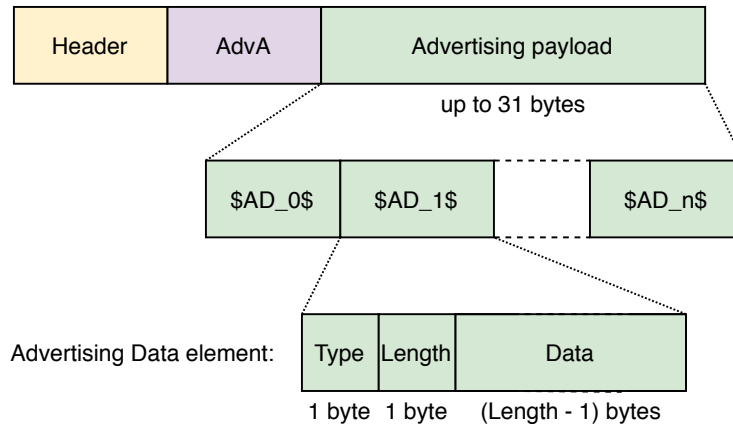 Header AdvA Advertising payload
up to 31 bytes
$AD_0$ $AD_1$ $AD_n$
Advertising Data element: Type Length Data
1 byte 1 byte (Length - 1) bytes